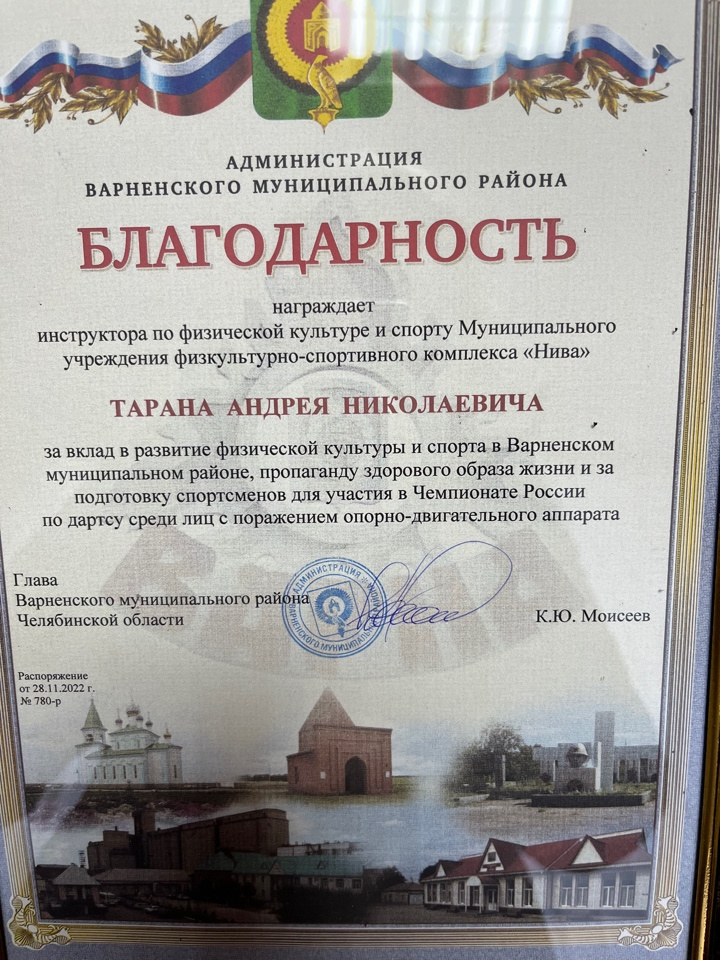 АДМИНИСТРАЦИЯ
ВАРНЕНСКОГО МУНИЦИПАЛЬНОГО РАЙОНА
БЛАГОДАРНОСТЬ
награждает
инструктора по физической культуре и спорту Муниципального
учреждения физкультурно-спортивного комплекса «Нива»
ТАРАНА АНДРЕЯ НИКОЛАЕВИЧА
за вклад в развитие физической культуры и спорта в Варненском
муниципальном районе, пропаганду здорового образа жизни и за
подготовку спортсменов для участия в Чемпионате России
по дартсу среди лиц с поражением опорно-двигательного аппарата
Глава
Варненского муниципального района
Челябинской области
К.Ю. Моисеев
АДМИНИСТРАЦИЯ
ВАРНЕНСКОГО МУНИЦИПАЛЬНОГО
Распоряжение
от 28.11.2022 г.
№ 780-р